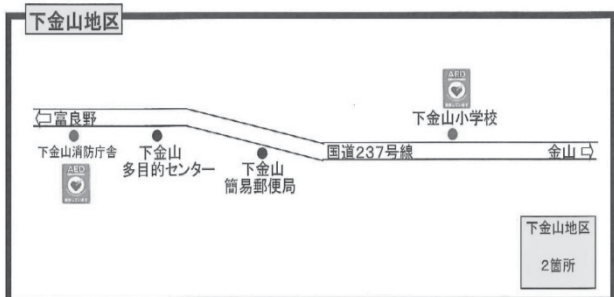 下金山地区
AED
下金山小学校
富良野
下金山消防庁舎
下金山
多目的センター
下金山
簡易郵便局
国道237号線
金山
AED
下金山地区
2箇所